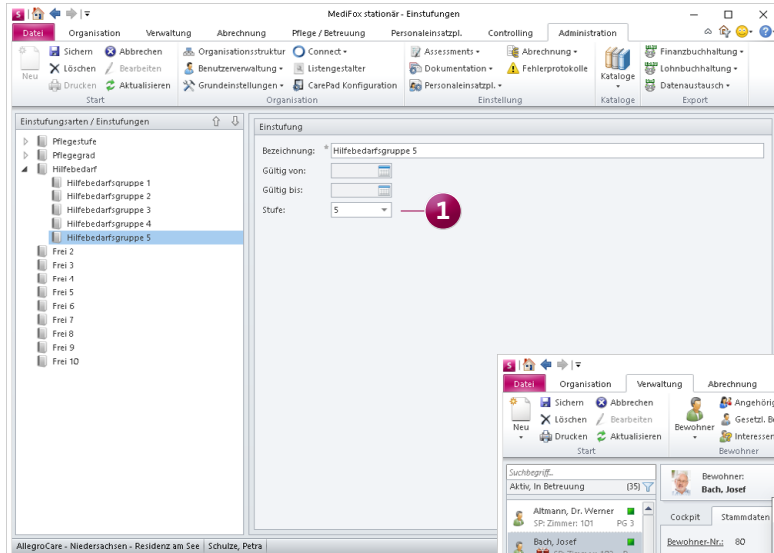 MediFox stationär - Einstufungen
Datei Organisation Verwaltung Abrechnung Pflege / Betreuung Personaleinsatzpl. Controlling Administration
Neu
Sichern Abbrechen
Löschen Bearbeiten
Drucken Aktualisieren
Start
Organisationsstruktur Connect
Benutzerverwaltung Listengestalter
Grundeinstellungen CarePad Konfiguration
Organisation
Assessments Abrechnung
Dokumentation Fehlerprotokolle
Personaleinsatzpl.
Einstellung
Kataloge
Kataloge
Finanzbuchhaltung
Lohnbuchhaltung
Datenaustausch
Export
Einstufungsarten / Einstufungen
Pflegestufe
Pflegegrad
Hilfebedarf
Hilfebedarfsgruppe 1
Hilfebedarfsgruppe 2
Hilfebedarfsgruppe 3
Hilfebedarfsgruppe 4
Hilfebedarfsgruppe 5
Frei 2
Frei 3
Frei 4
Frei 5
Frei 6
Frei 7
Frei 8
Frei 9
Frei 10
Einstufung
Bezeichnung: * Hilfebedarfsgruppe 5
Gültig von:
Gültig bis:
Stufe: 5
1
AllegroCare - Niedersachsen - Residenz am See Schulze, Petra
Datei Organisation Verwaltung Abrechnung
Neu
Sichern Abbrechen
Löschen Bearbeiten
Drucken Aktualisieren
Start
Bewohner
Angehörig
Gesetzl. B
Interessen
Bewohner
Suchbegriff...
Aktiv, In Betreuung (35)
Altmann, Dr. Werner
SP: Zimmer: 101 PG 3
Bach, Josef
Bewohner:
Bach, Josef
Cockpit Stammdaten
Bewohner-Nr.: 80